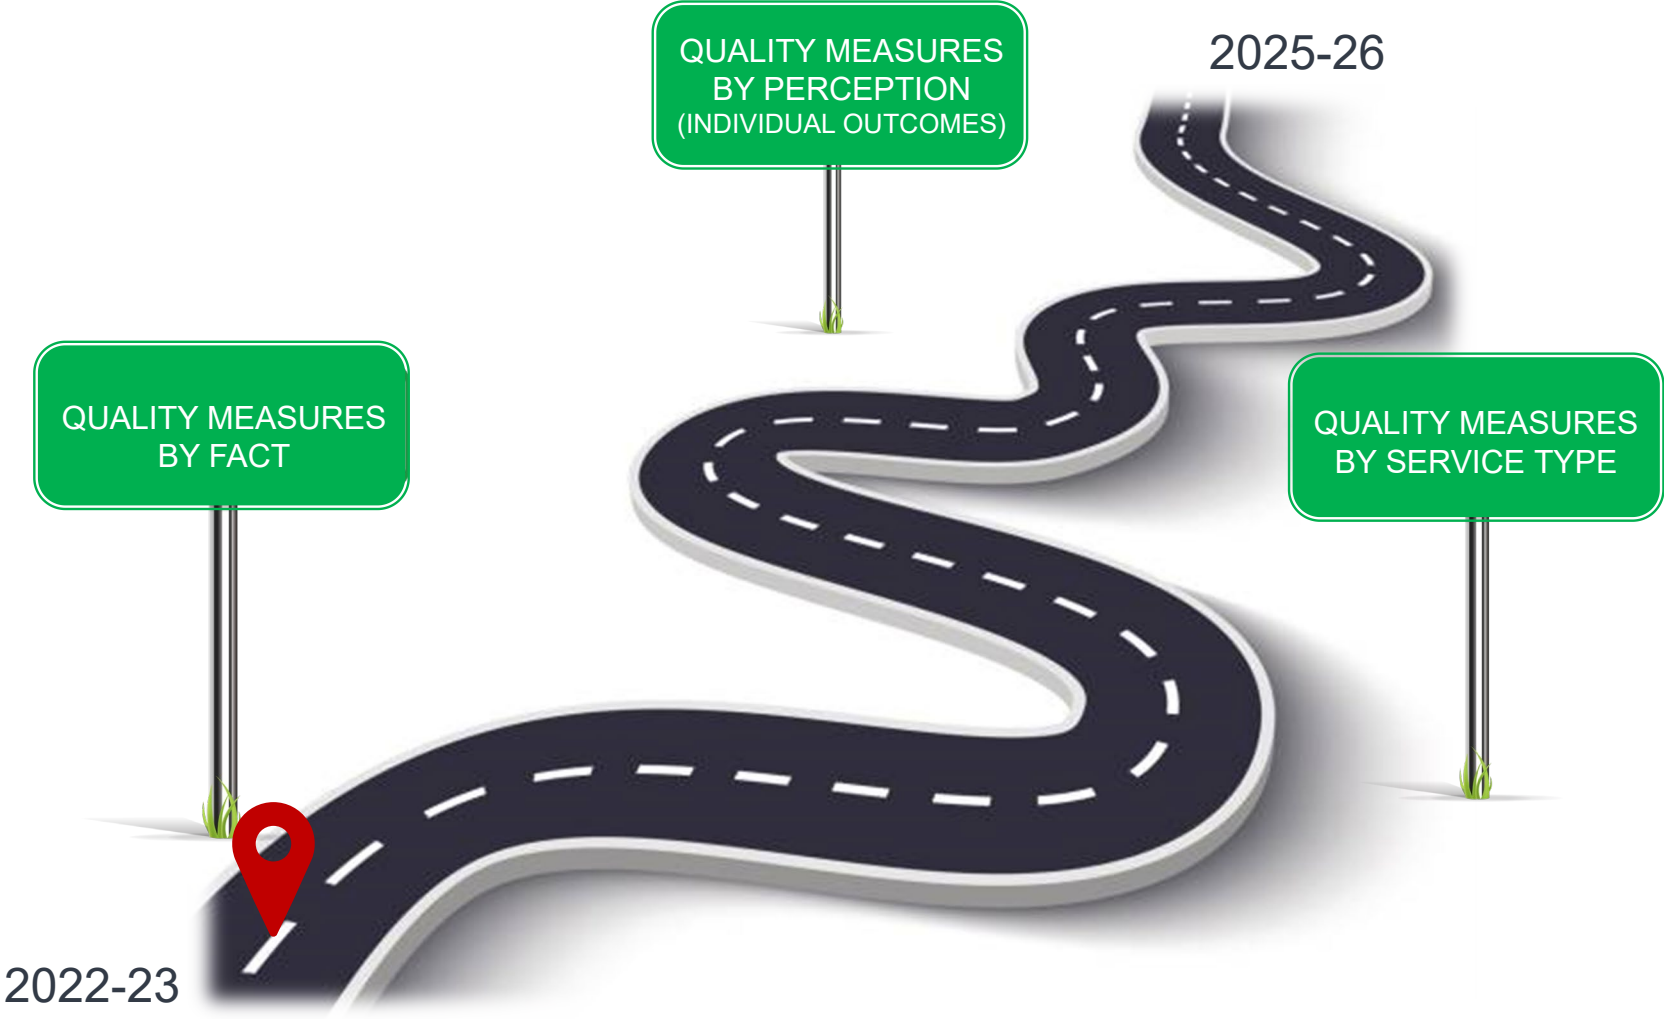 QUALITY MEASURES
BY PERCEPTION
(INDIVIDUAL OUTCOMES)
2025-26
QUALITY MEASURES
BY FACT
QUALITY MEASURES
BY SERVICE TYPE
2022-23